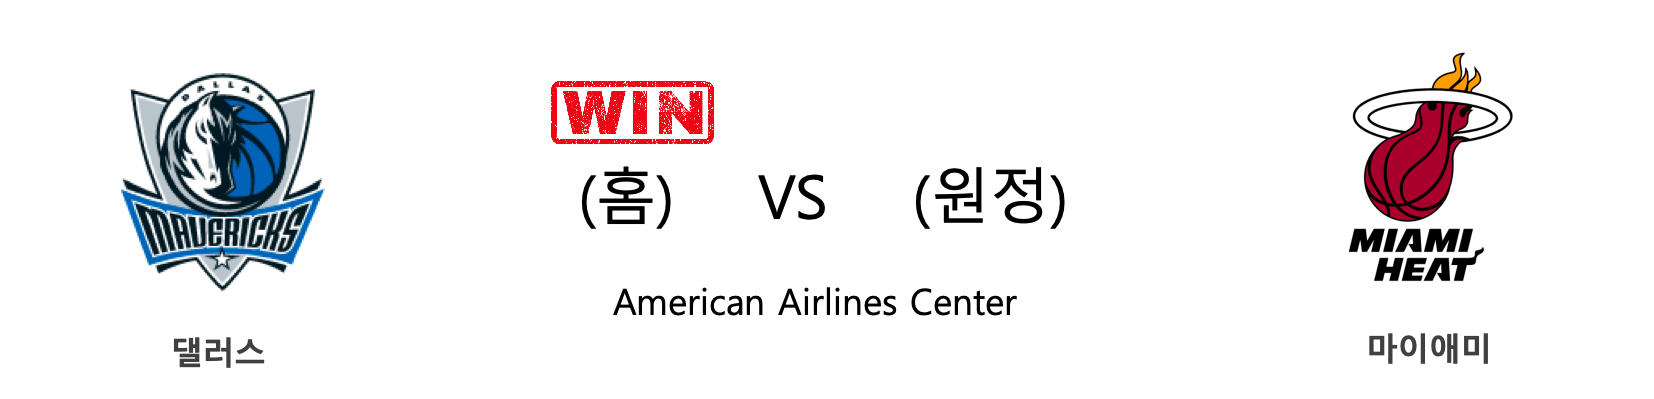 DALLAS
MAVERICKS
댈러스
WIN
(홈) VS (원정)
American Airlines Center
MIAMI
HEAT
마이애미